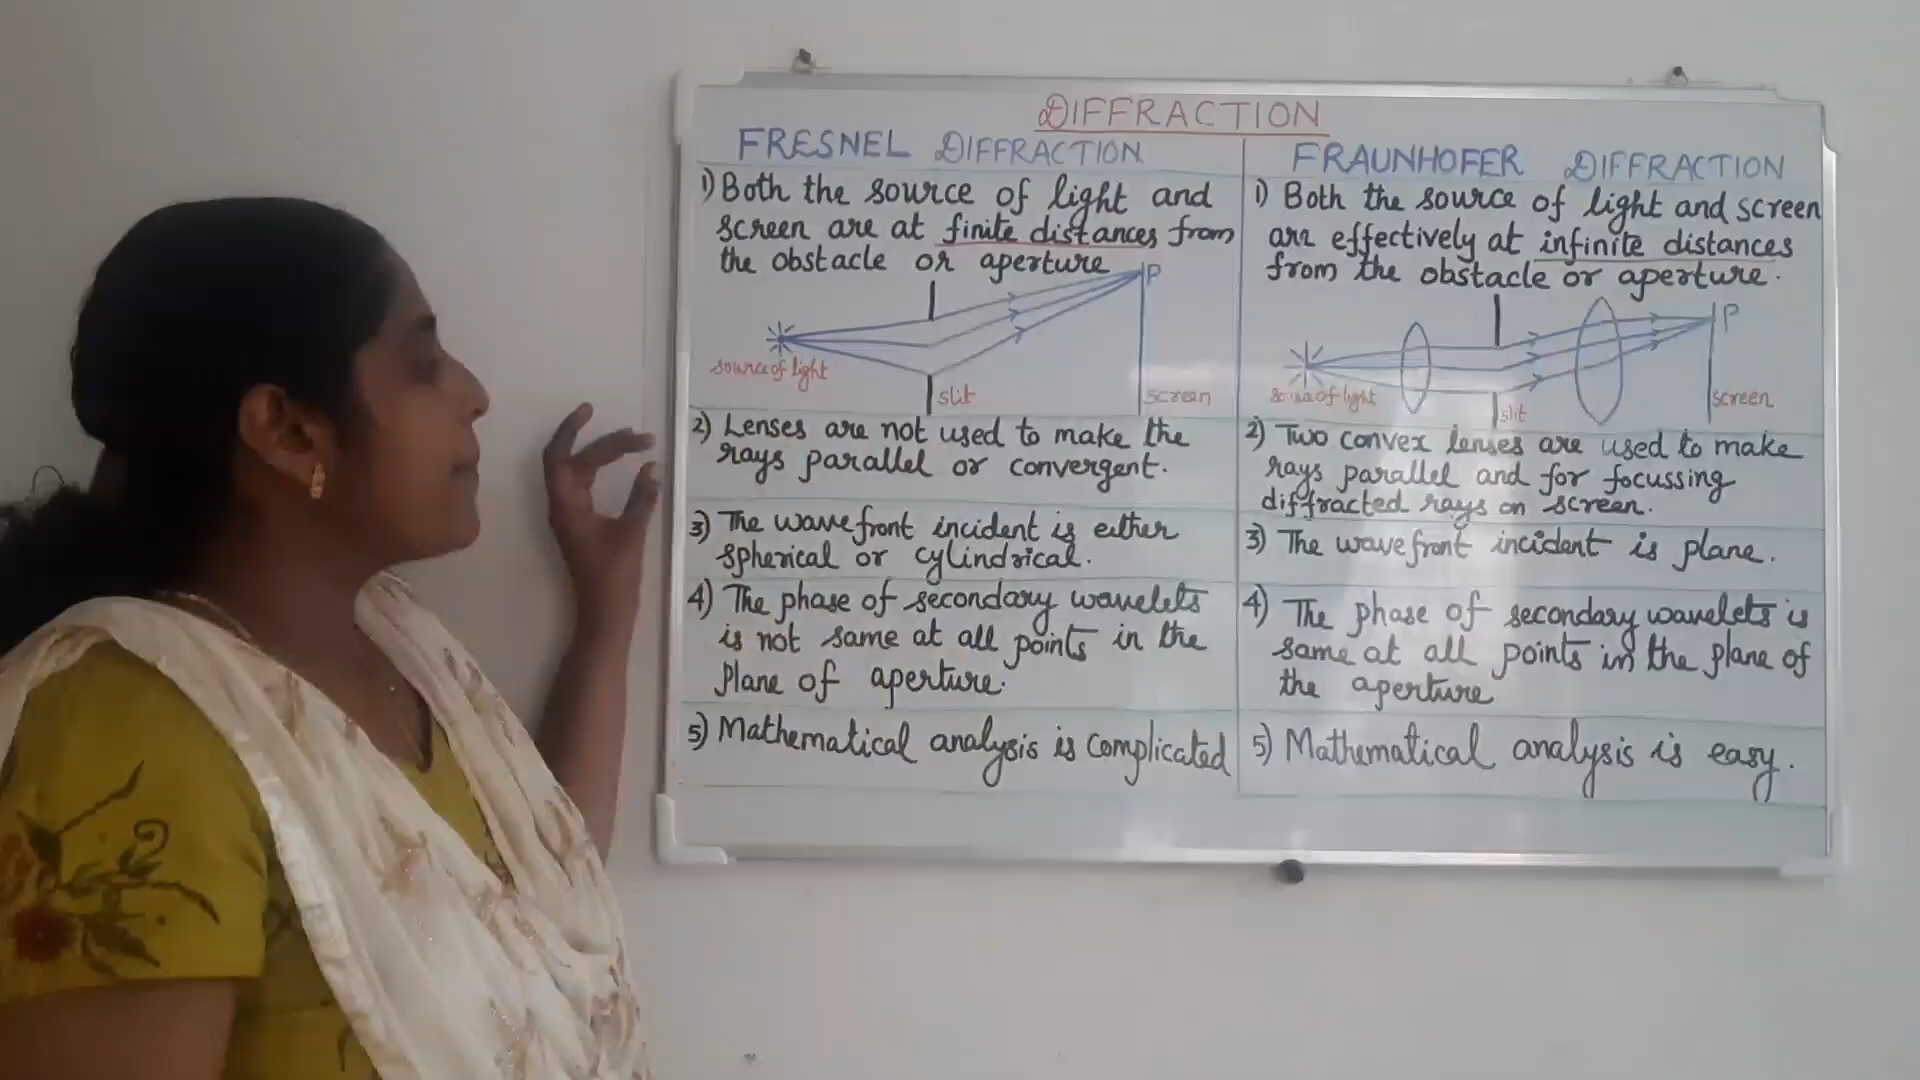 DIFFRACTION
FRESNEL DIFFRACTION
1) Both the source of light and
screen are at finite distances from
the obstacle or aperture
P
source of light
slit
screen
2) Lenses are not used to make the
rays parallel or convergent.
3) The wavefront incident is either
spherical or cylindrical.
4) The phase of secondary wavelets
is not same at all points in the
plane of aperture.
5) Mathematical analysis is complicated
FRAUNHOFER DIFFRACTION
1) Both the source of light and screen
are effectively at infinite distances
from the obstacle or aperture.
P
source of light
slit
screen
2) Two convex lenses are used to make
rays parallel and for focussing
diffracted rays on screen.
3) The wavefront incident is plane.
4) The phase of secondary wavelets is
same at all points in the plane of
the aperture
5) Mathematical analysis is easy.